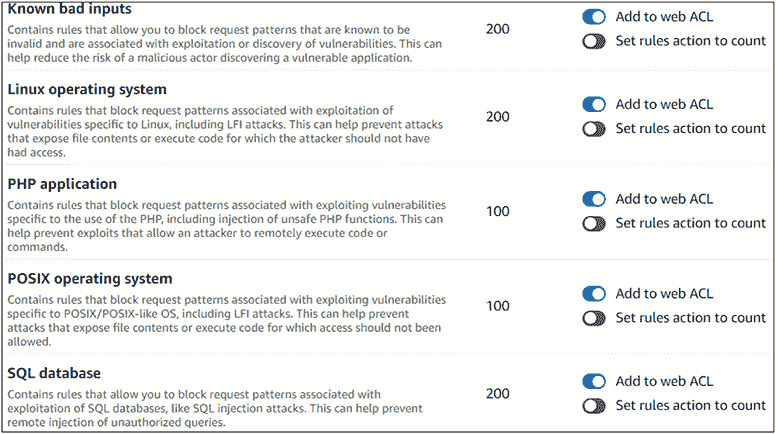 Known bad inputs
Contains rules that allow you to block request patterns that are known to be
invalid and are associated with exploitation or discovery of vulnerabilities. This can
help reduce the risk of a malicious actor discovering a vulnerable application.
200
Add to web ACL
Set rules action to count
Linux operating system
Contains rules that block request patterns associated with exploitation of
vulnerabilities specific to Linux, including LFI attacks. This can help prevent attacks
that expose file contents or execute code for which the attacker should not have
had access.
200
Add to web ACL
Set rules action to count
PHP application
Contains rules that block request patterns associated with exploiting vulnerabilities
specific to the use of the PHP, including injection of unsafe PHP functions. This can
help prevent exploits that allow an attacker to remotely execute code or
commands.
100
Add to web ACL
Set rules action to count
POSIX operating system
Contains rules that block request patterns associated with exploiting vulnerabilities
specific to POSIX/POSIX-like OS, including LFI attacks. This can help prevent
attacks that expose file contents or execute code for which access should not been
allowed.
100
Add to web ACL
Set rules action to count
SQL database
Contains rules that allow you to block request patterns associated with
exploitation of SQL databases, like SQL injection attacks. This can help prevent
remote injection of unauthorized queries.
200
Add to web ACL
Set rules action to count